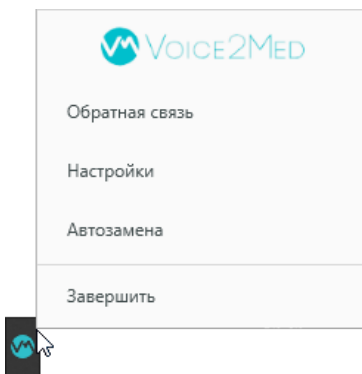 VOICE2MED
Обратная связь
Настройки
Автозамена
Завершить